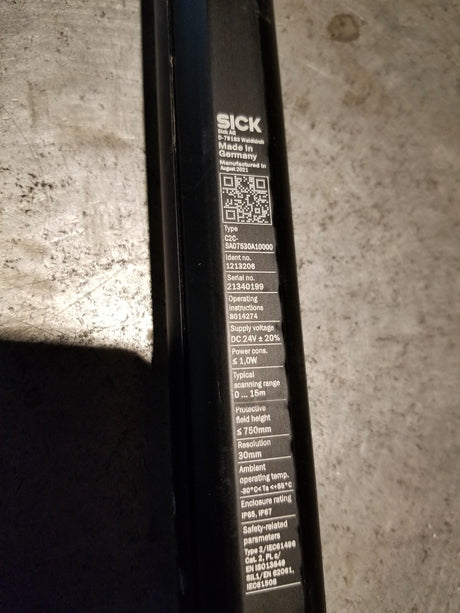 SICK
Sick AG
D-79183 Waldkirch
Made in
Germany
Manufactured in
August 2021
Type
C2C-
SA07530A10000
Ident no.
1213206
Serial no.
21340199
Operating
instructions
8014274
Supply voltage
DC 24V ± 20%
Power cons.
≤ 1,0W
Typical
scanning range
0 ... 15m
Protective
field height
≤ 750mm
Resolution
30mm
Ambient
operating temp.
-30°C< Ta <+55°C
Enclosure rating
IP65, IP67
Safety-related
parameters
Type 2/IEC61496
Cat. 2, PL c/
EN ISO13849
SIL1/EN 62061,
IEC61508